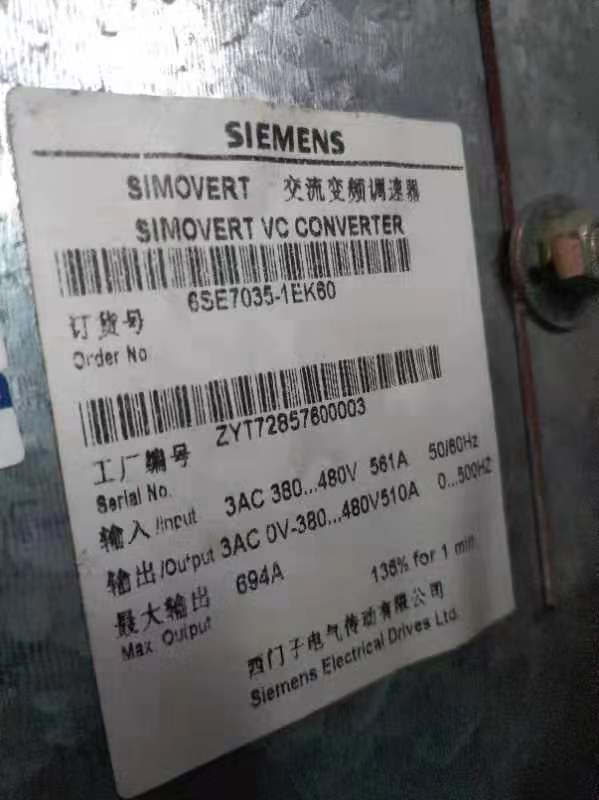 SIEMENS
SIMOVERT 交流变频调速器
SIMOVERT VC CONVERTER
6SE7035-1EK60
订货号
Order No
ZYT72857600003
工厂编号
Serial No.
输入/Input 3AC 380...480V 561A 50/60Hz
输出/Output 3AC 0V-380...480V510A 0...500HZ
最大输出 694A 136% for 1 min
Max Output
西门子电气传动有限公司
Siemens Electrical Drives Ltd.